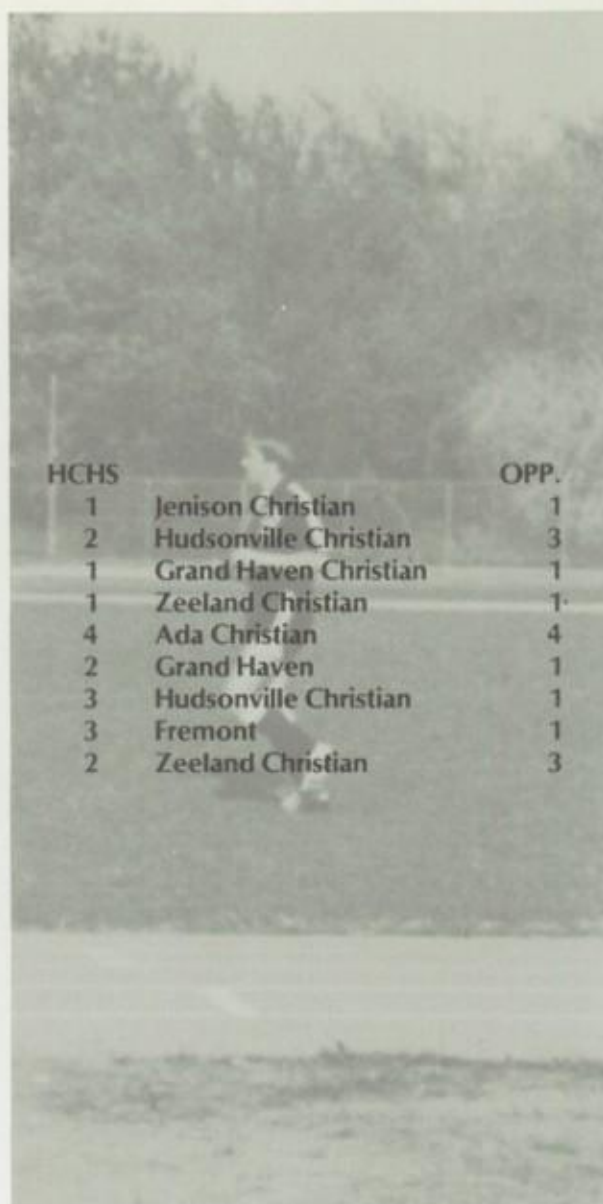 HCHS OPP.
1 Jenison Christian 1
2 Hudsonville Christian 3
1 Grand Haven Christian 1
1 Zeeland Christian 1
4 Ada Christian 4
2 Grand Haven 1
3 Hudsonville Christian 1
3 Fremont 1
2 Zeeland Christian 3